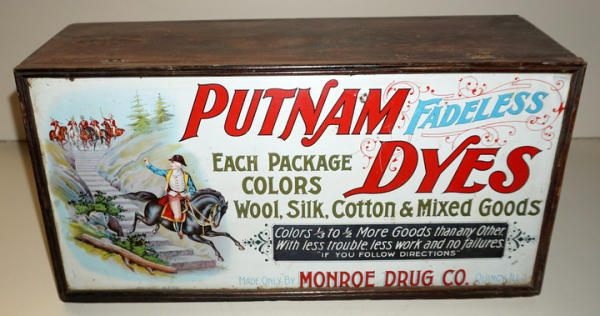 PUTNAM FADELESS
DYES
EACH PACKAGE
COLORS
WOOL, SILK, COTTON & MIXED GOODS
Colors ⅓ to ½ More Goods than any Other.
With less trouble, less work and no failures.
"IF YOU FOLLOW DIRECTIONS"
MADE ONLY BY MONROE DRUG CO. QUINCY, ILL.